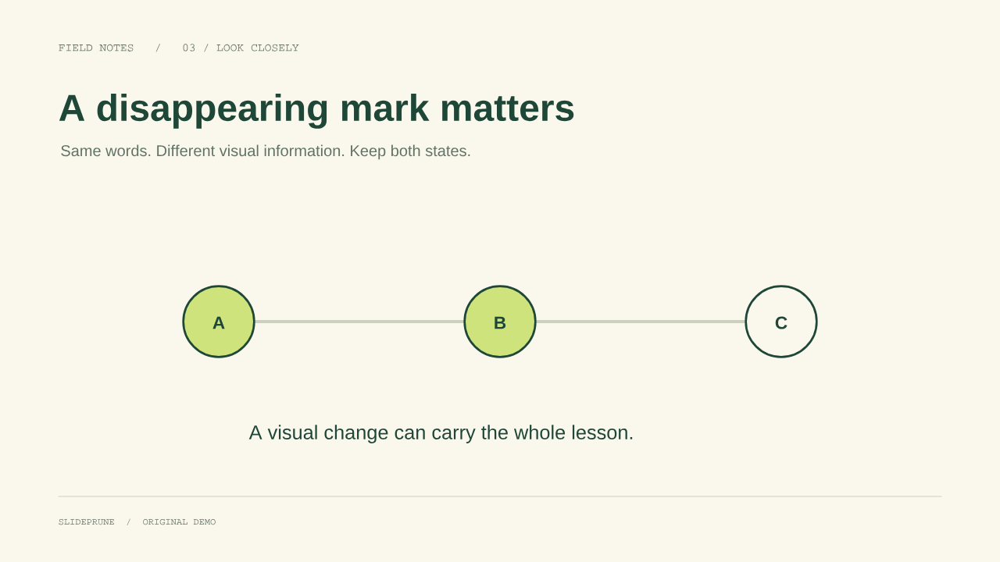 FIELD NOTES / 03 / LOOK CLOSELY
A disappearing mark matters
Same words. Different visual information. Keep both states.
A B C
A visual change can carry the whole lesson.
SLIDEPRUNE / ORIGINAL DEMO